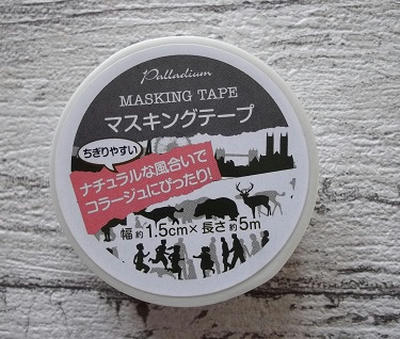 Palladium
MASKING TAPE
マスキングテープ
ちぎりやすい
ナチュラルな風合いで
コラージュにぴったり!
幅約1.5cm×長さ約5m